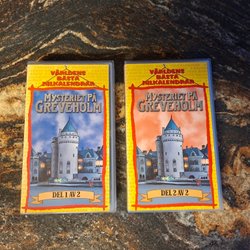 VÄRLDENS
BÄSTA
JULKALENDRAR
MYSTERIET PÅ
GREVEHOLM
DEL 1 AV 2
VÄRLDENS
BÄSTA
JULKALENDRAR
MYSTERIET PÅ
GREVEHOLM
DEL 2 AV 2